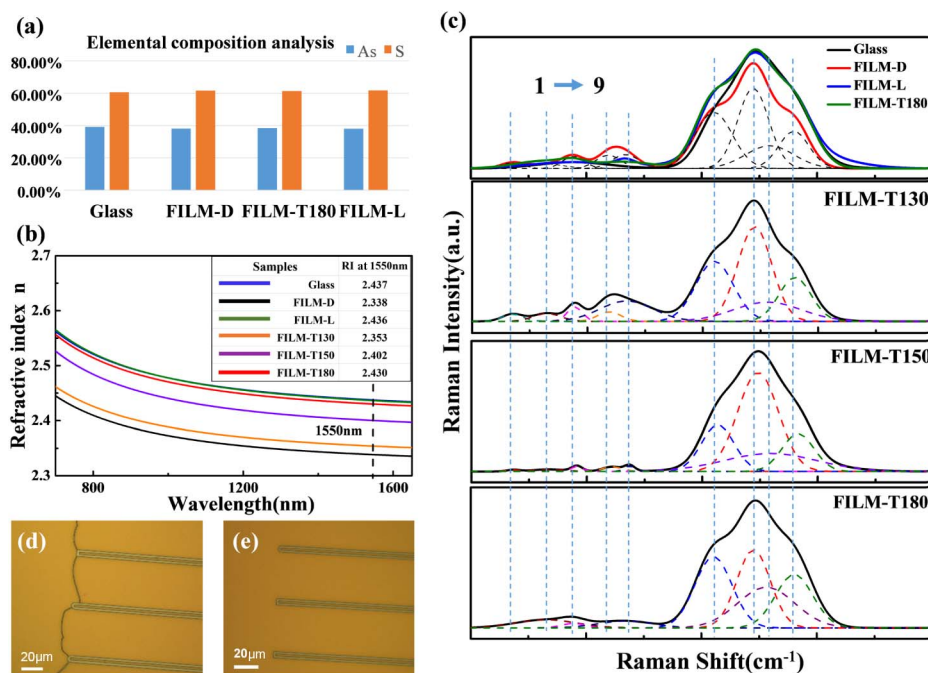 (a)
Elemental composition analysis
As S
80.00%
60.00%
40.00%
20.00%
0.00%
Glass FILM-D FILM-T180 FILM-L
(b)
2.7
2.6
2.5
2.4
2.3
Refractive index n
Samples RI at 1550nm
Glass 2.437
FILM-D 2.338
FILM-L 2.436
FILM-T130 2.353
FILM-T150 2.402
FILM-T180 2.430
1550nm
800 1200 1600
Wavelength(nm)
(c)
1 → 9
Glass
FILM-D
FILM-L
FILM-T180
FILM-T130
FILM-T150
FILM-T180
Raman Intensity(a.u.)
Raman Shift(cm-1)
(d)
20μm
(e)
20μm